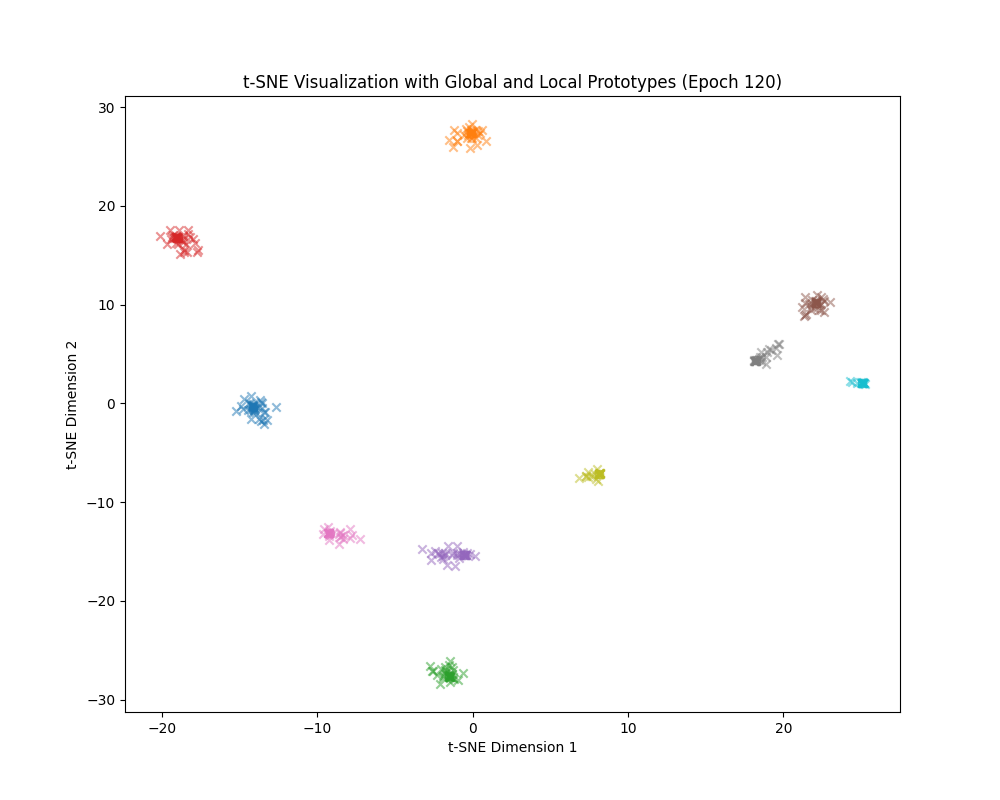 t-SNE Visualization with Global and Local Prototypes (Epoch 120)
30
20
10
0
−10
−20
−30
t-SNE Dimension 2
−20 −10 0 10 20
t-SNE Dimension 1